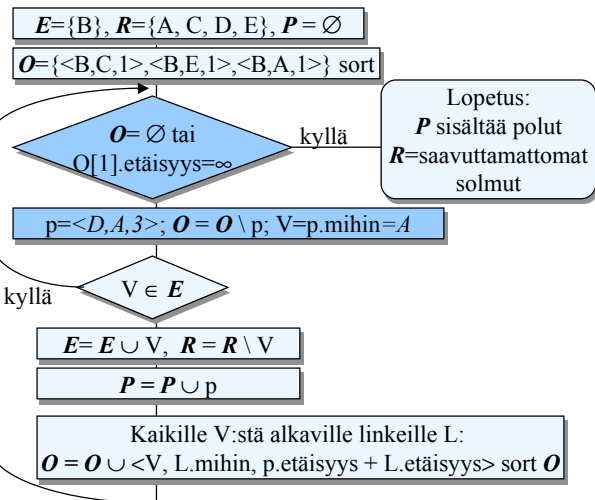 E={B}, R={A, C, D, E}, P = ∅
O={<B,C,1>,<B,E,1>,<B,A,1>} sort
O= ∅ tai
O[1].etäisyys=∞
kyllä
Lopetus:
P sisältää polut
R=saavuttamattomat
solmut
p=<D,A,3>; O = O \ p; V=p.mihin=A
V ∈ E
kyllä
E= E ∪ V, R = R \ V
P = P ∪ p
Kaikille V:stä alkaville linkeille L:
O = O ∪ <V, L.mihin, p.etäisyys + L.etäisyys> sort O